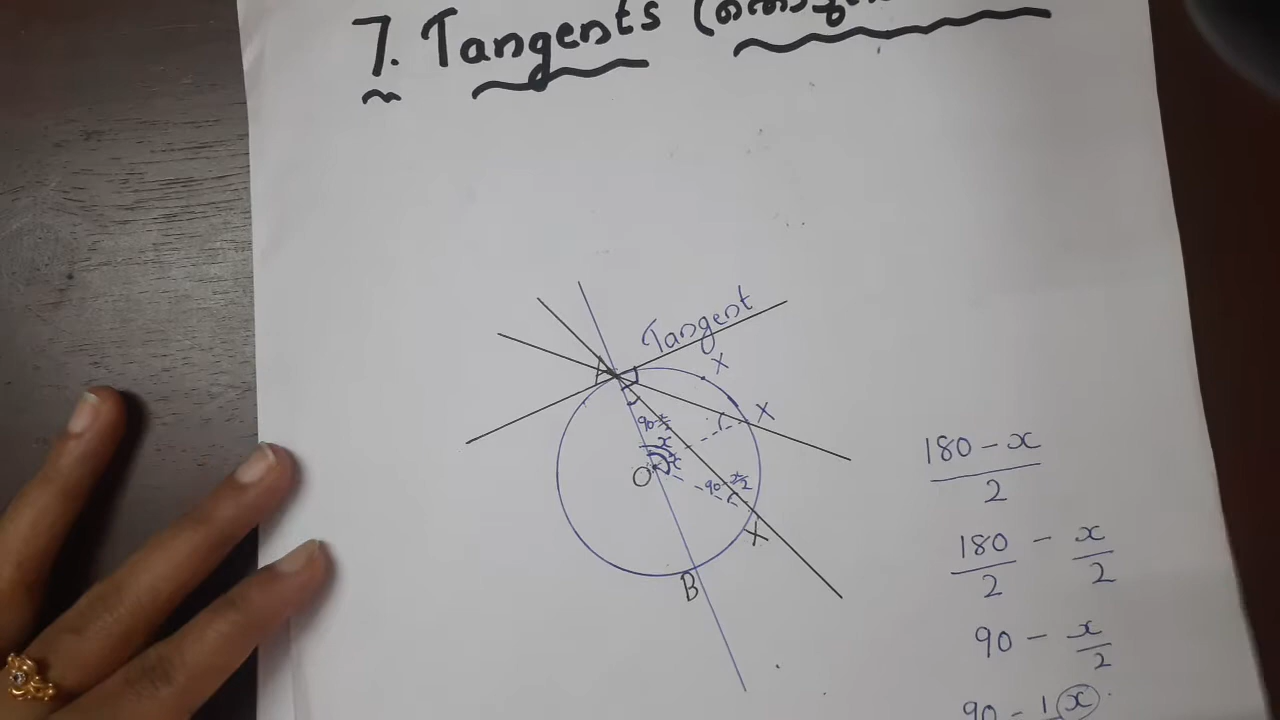 7. Tangents
Tangent
A
X
X
90-x/2
x
x
O
90-x/2
X
B
180-x/2
180/2 - x/2
90 - x/2
90 - 1 x